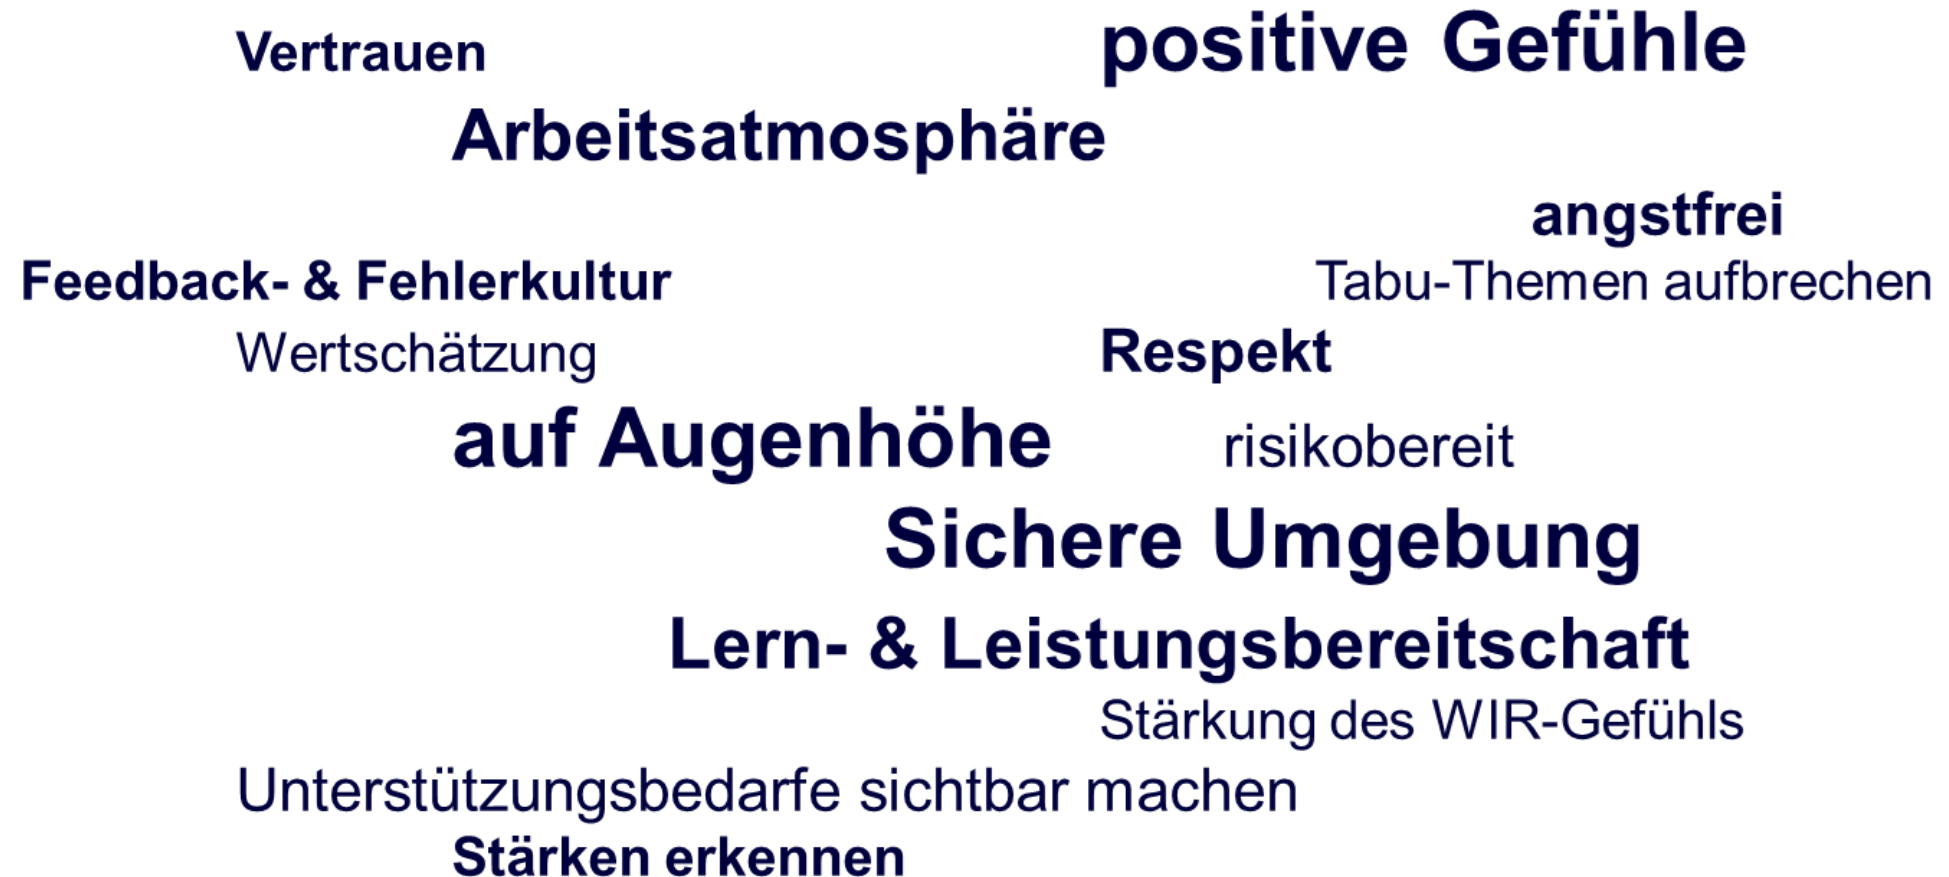 Vertrauen positive Gefühle
Arbeitsatmosphäre
angstfrei
Feedback- & Fehlerkultur Tabu-Themen aufbrechen
Wertschätzung Respekt
auf Augenhöhe risikobereit
Sichere Umgebung
Lern- & Leistungsbereitschaft
Stärkung des WIR-Gefühls
Unterstützungsbedarfe sichtbar machen
Stärken erkennen